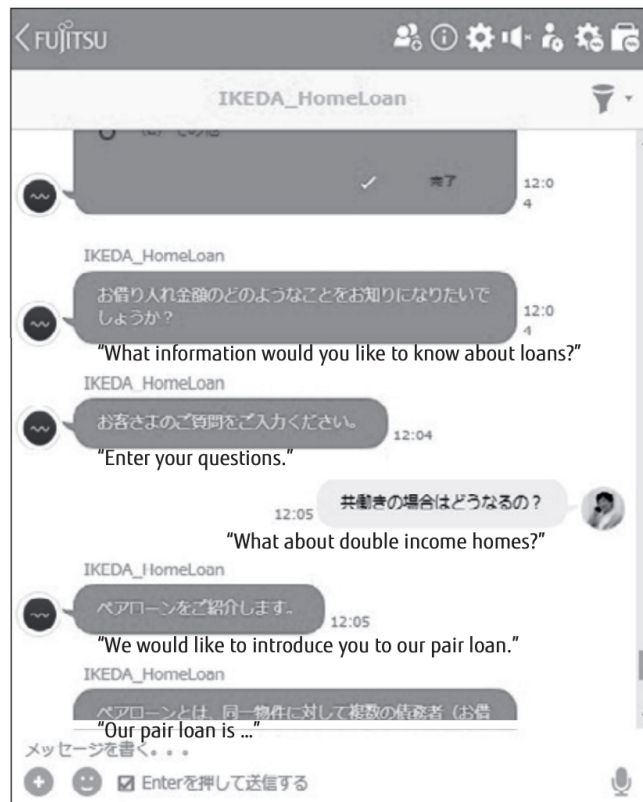 FUJITSU
IKEDA_HomeLoan
(c) その他
完了
12:0
4
IKEDA_HomeLoan
お借り入れ金額のどのようなことをお知りになりたいで
しょうか？
12:0
4
"What information would you like to know about loans?"
IKEDA_HomeLoan
お客さまのご質問をご入力ください。
12:04
"Enter your questions."
共働きの場合はどうなるの？
12:05
"What about double income homes?"
IKEDA_HomeLoan
ペアローンをご紹介します。
12:05
"We would like to introduce you to our pair loan."
IKEDA_HomeLoan
ペアローンとは、同一物件に対して複数の債務者（お借
"Our pair loan is ..."
メッセージを書く。。。
Enterを押して送信する